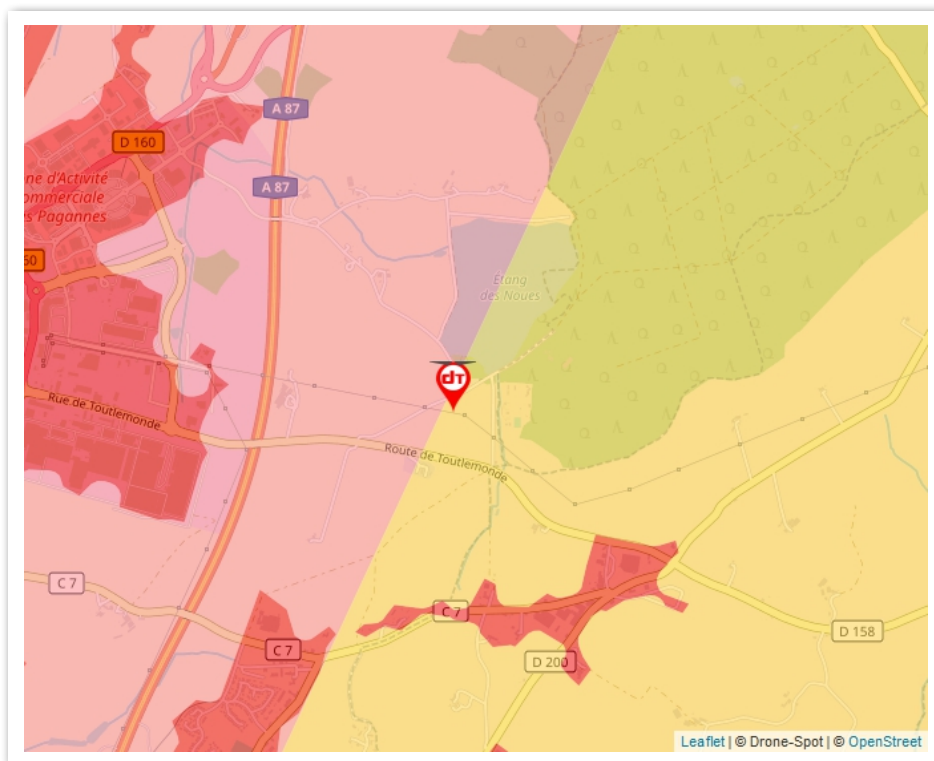 A 87
D 160
A 87
ne d'Activité
ommerciale
s Pagannes
60
Etang
des Noues
dT
Rue de Toutlemonde
Route de Toutlemonde
C 7
C 7
C 7
D 158
D 200
Leaflet | © Drone-Spot | © OpenStreet